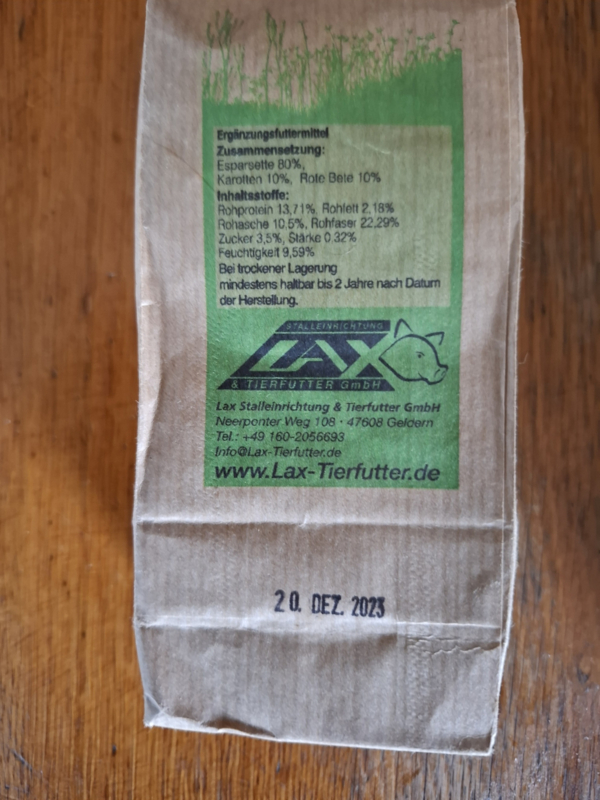 Ergänzungsfuttermittel
Zusammensetzung:
Esparsette 80%,
Karotten 10%, Rote Bete 10%
Inhaltsstoffe:
Rohprotein 13,71%, Rohfett 2,18%
Rohasche 10,5%, Rohfaser 22,29%
Zucker 3,5%, Stärke 0,32%
Feuchtigkeit 9,59%
Bei trockener Lagerung
mindestens haltbar bis 2 Jahre nach Datum
der Herstellung.
STALLEINRICHTUNG
LAX
& TIERFUTTER GmbH
Lax Stalleinrichtung & Tierfutter GmbH
Neerponter Weg 108 · 47608 Geldern
Tel.: +49 160-2056693
Info@Lax-Tierfutter.de
www.Lax-Tierfutter.de
20. DEZ. 2023